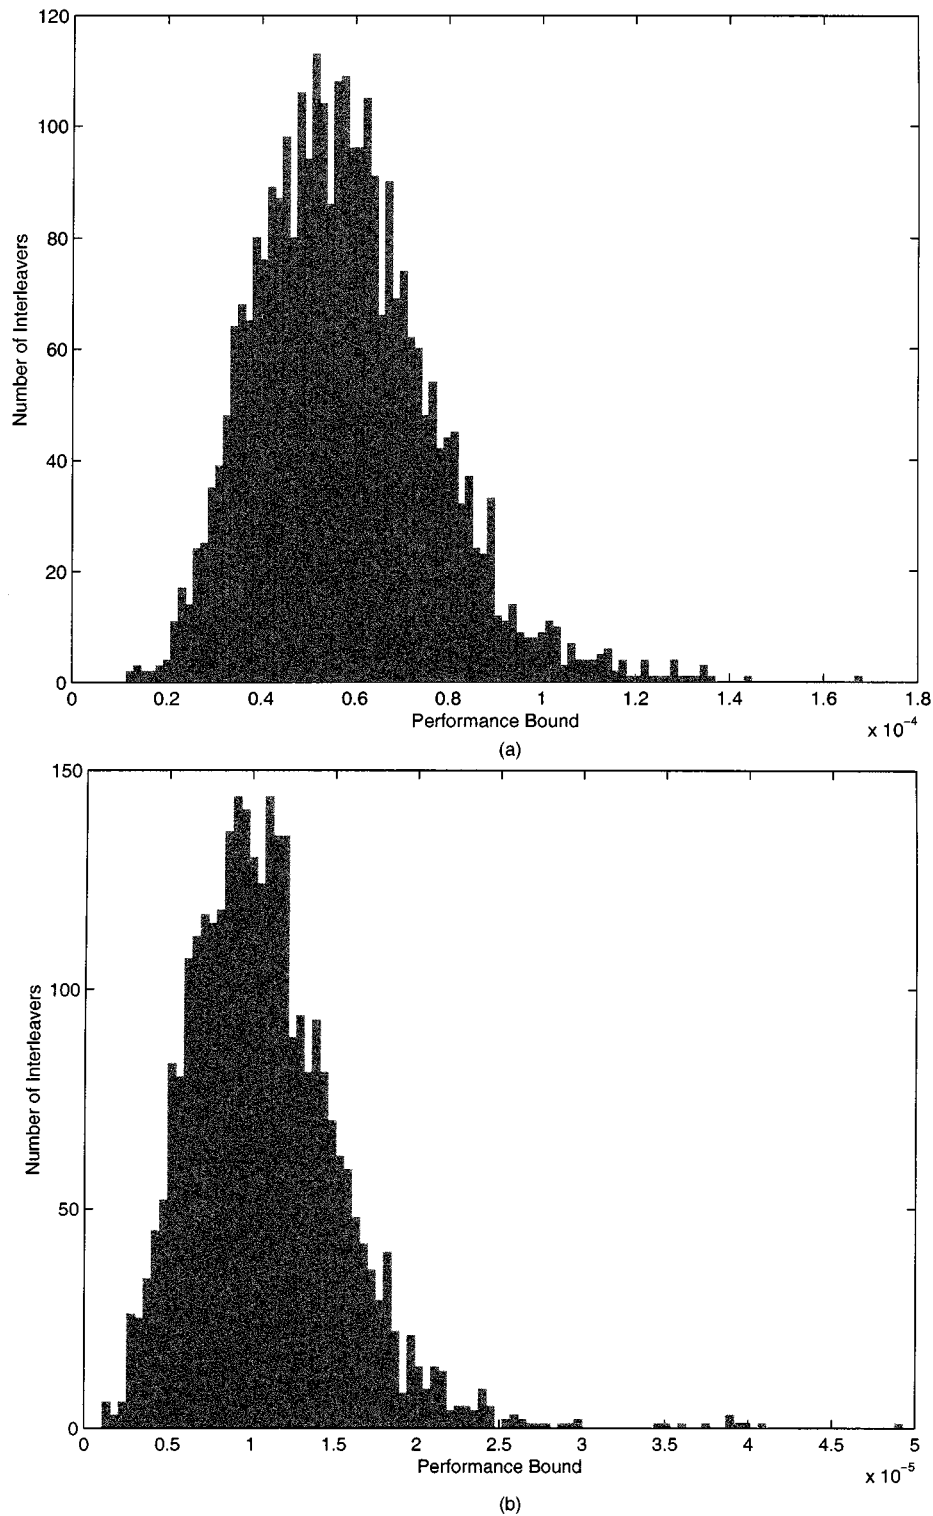 120
100
80
60
40
20
0
Number of Interleavers
0 0.2 0.4 0.6 0.8 1 1.2 1.4 1.6 1.8
Performance Bound
x 10⁻⁴
(a)
150
100
50
0
Number of Interleavers
0 0.5 1 1.5 2 2.5 3 3.5 4 4.5 5
Performance Bound
x 10⁻⁵
(b)